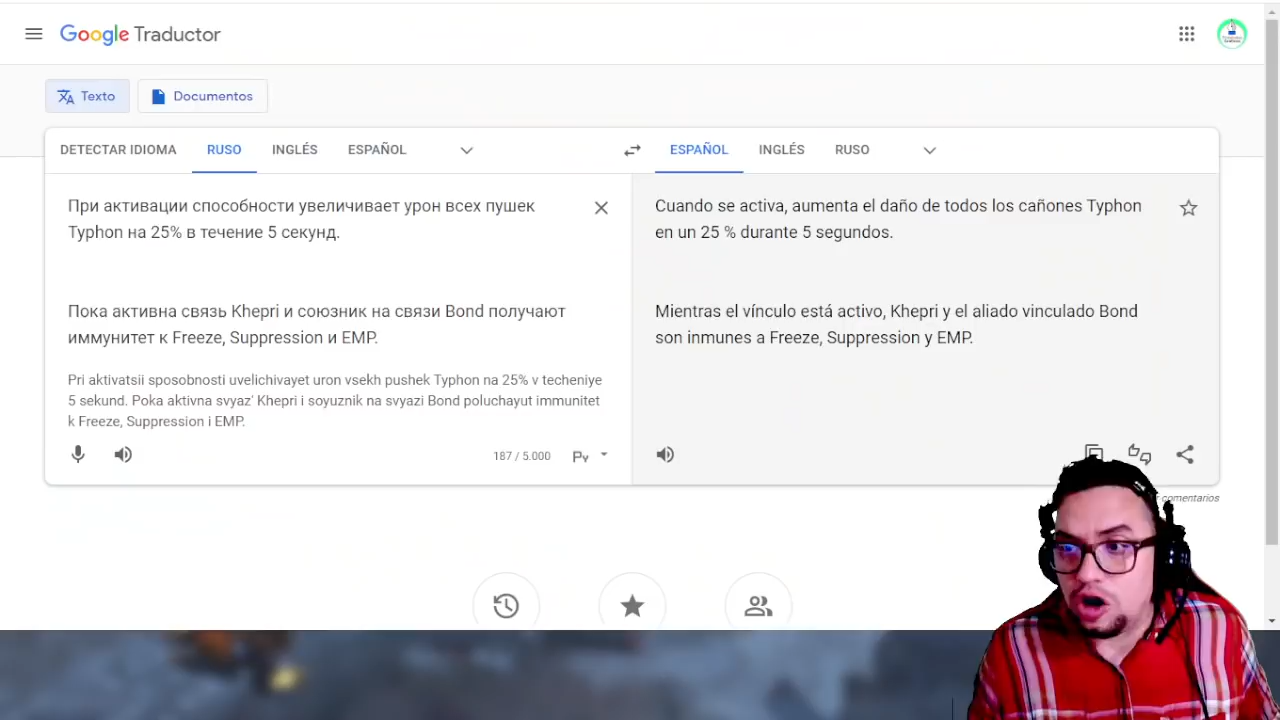 Google Traductor
Texto
Documentos
DETECTAR IDIOMA RUSO INGLÉS ESPAÑOL
ESPAÑOL INGLÉS RUSO
При активации способности увеличивает урон всех пушек
Typhon на 25% в течение 5 секунд.
Пока активна связь Khepri и союзник на связи Bond получают
иммунитет к Freeze, Suppression и EMP.
Pri aktivatsii sposobnosti uvelichivayet uron vsekh pushek Typhon na 25% v techeniye
5 sekund. Poka aktivna svyaz' Khepri i soyuznik na svyazi Bond poluchayut immunitet
k Freeze, Suppression i EMP.
187 / 5.000
Cuando se activa, aumenta el daño de todos los cañones Typhon
en un 25 % durante 5 segundos.
Mientras el vínculo está activo, Khepri y el aliado vinculado Bond
son inmunes a Freeze, Suppression y EMP.
comentarios